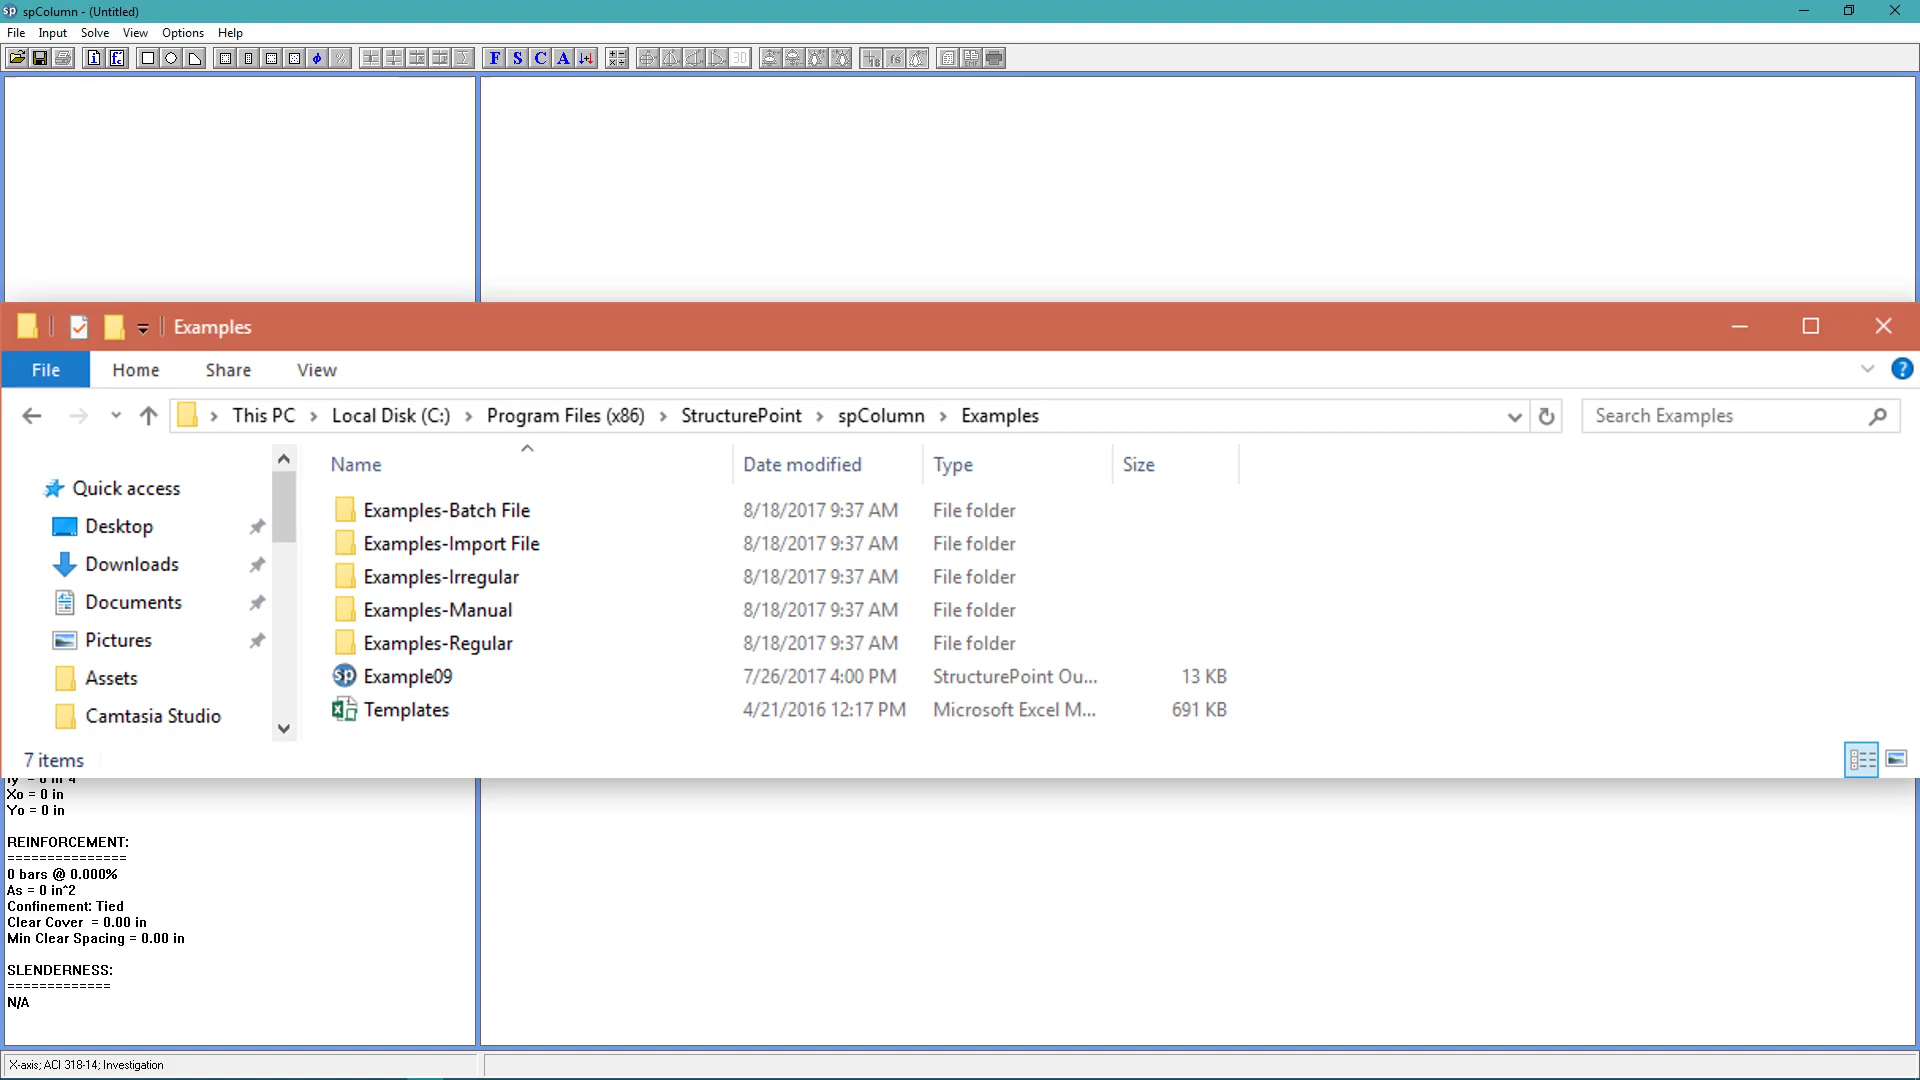 sp spColumn - (Untitled)
File Input Solve View Options Help
F S C A
Examples
File Home Share View
This PC > Local Disk (C:) > Program Files (x86) > StructurePoint > spColumn > Examples
Search Examples
Name Date modified Type Size
Quick access
Desktop
Downloads
Documents
Pictures
Assets
Camtasia Studio
Examples-Batch File 8/18/2017 9:37 AM File folder
Examples-Import File 8/18/2017 9:37 AM File folder
Examples-Irregular 8/18/2017 9:37 AM File folder
Examples-Manual 8/18/2017 9:37 AM File folder
Examples-Regular 8/18/2017 9:37 AM File folder
sp Example09 7/26/2017 4:00 PM StructurePoint Ou... 13 KB
Templates 4/21/2016 12:17 PM Microsoft Excel M... 691 KB
7 items
Xo = 0 in
Yo = 0 in
REINFORCEMENT:
===============
0 bars @ 0.000%
As = 0 in^2
Confinement: Tied
Clear Cover = 0.00 in
Min Clear Spacing = 0.00 in
SLENDERNESS:
=============
N/A
X-axis; ACI 318-14; Investigation